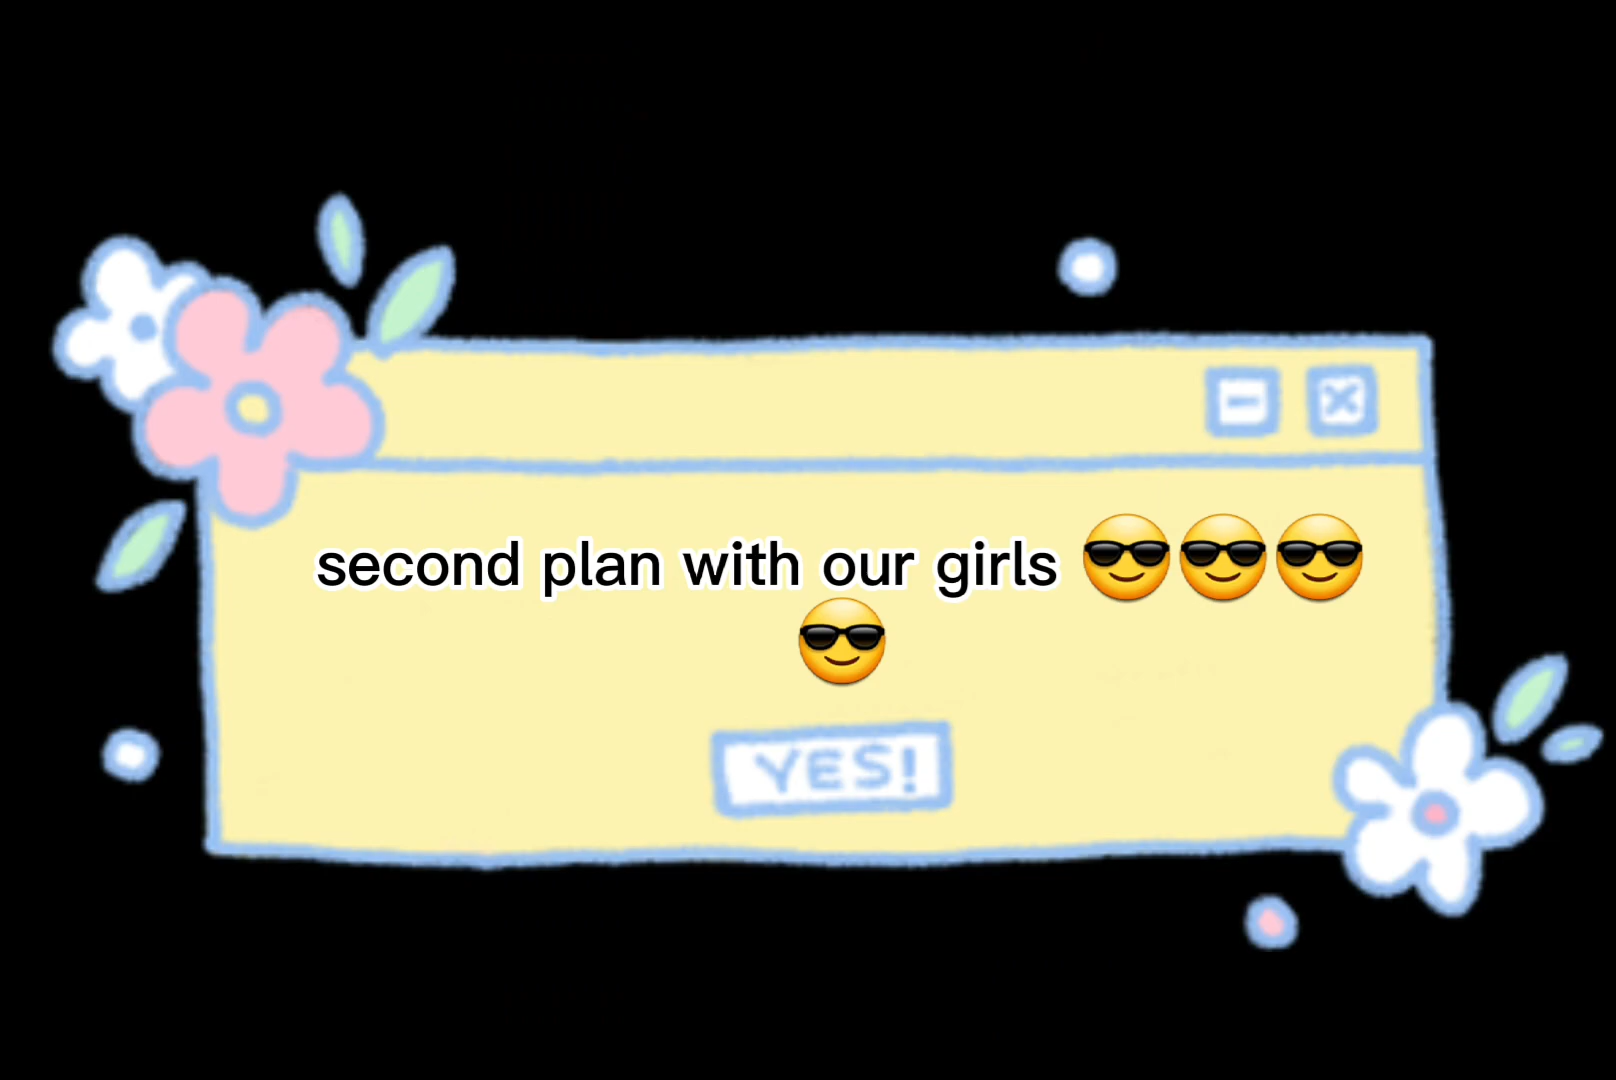 second plan with our girls 😎😎😎
😎
YES!